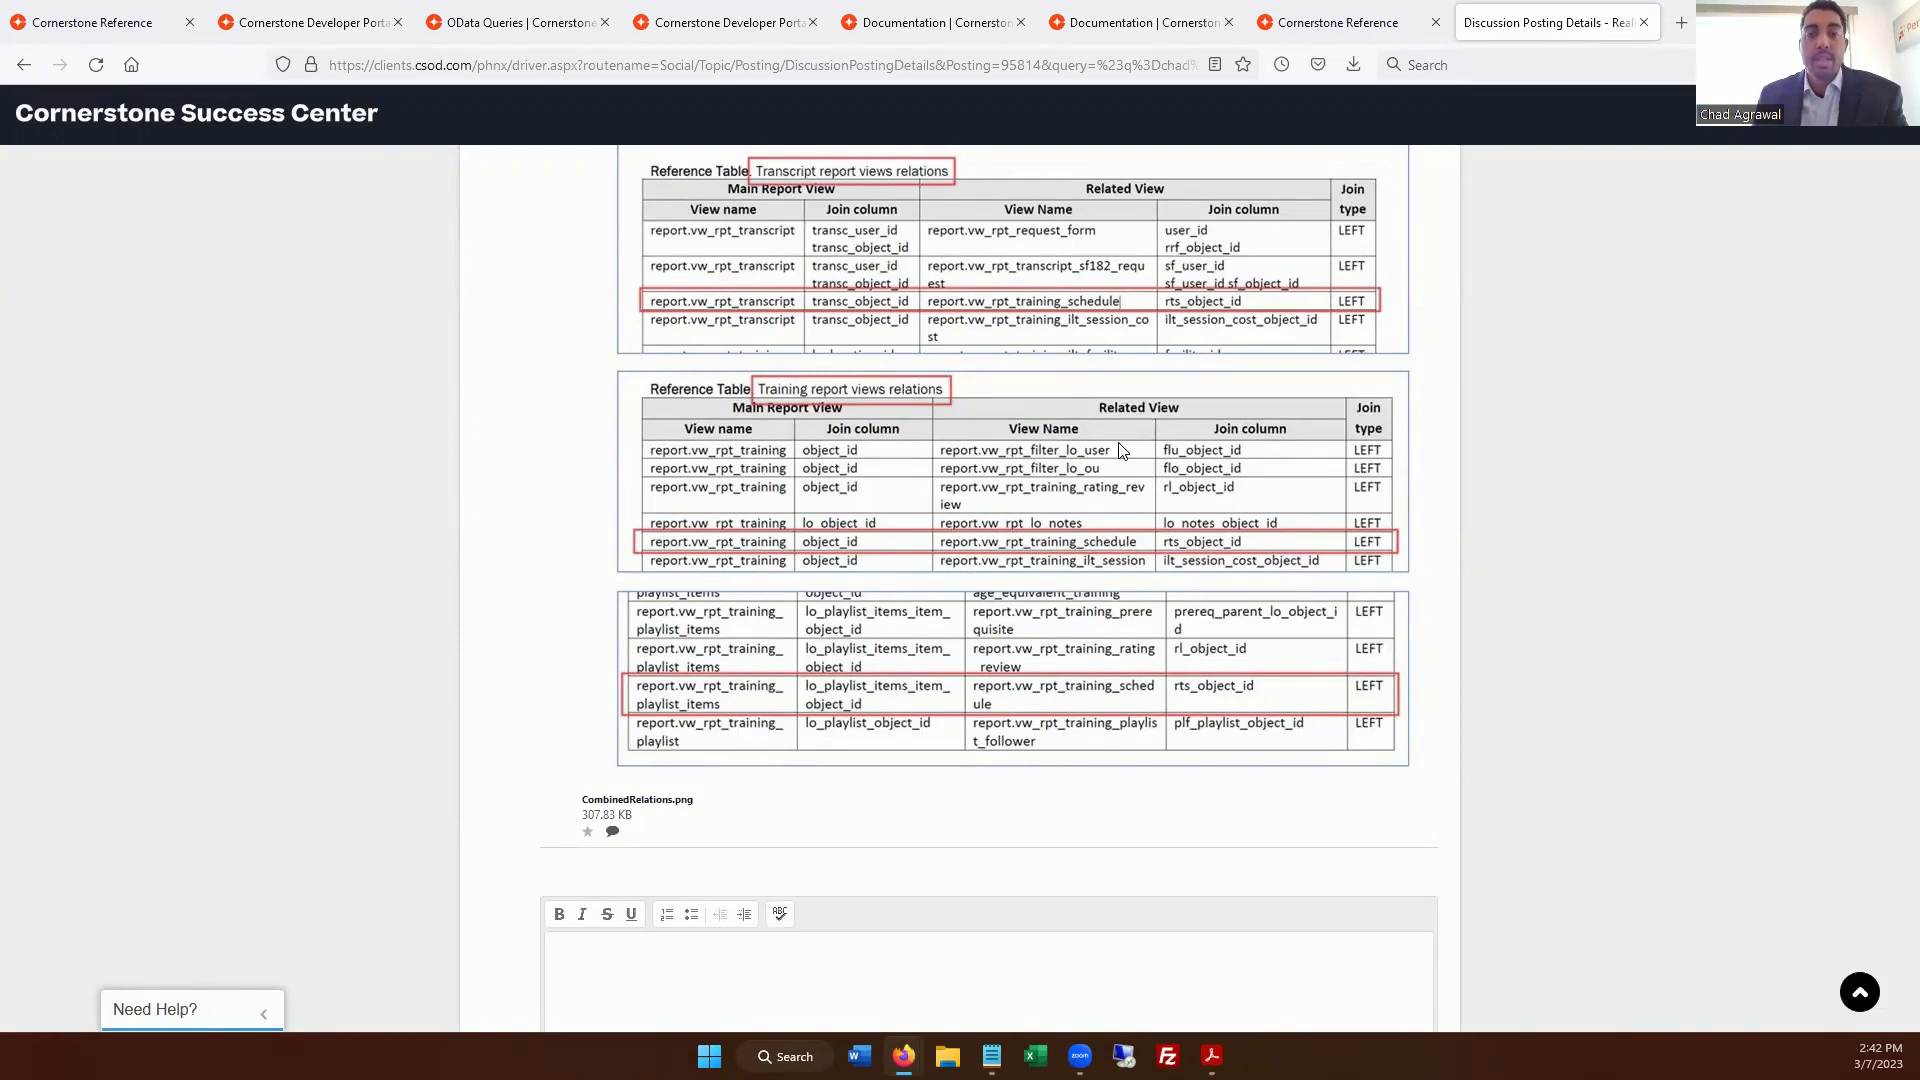 Cornerstone Reference
Cornerstone Developer Porta
OData Queries | Cornerstone
Cornerstone Developer Porta
Documentation | Cornerston
Documentation | Cornerston
Cornerstone Reference
Discussion Posting Details - Reali
https://clients.csod.com/phnx/driver.aspx?routename=Social/Topic/Posting/DiscussionPostingDetails&Posting=95814&query=%23q%3Dchad%
Search
Chad Agrawal
Cornerstone Success Center
Reference Table Transcript report views relations
Main Report View Related View Join
View name Join column View Name Join column type
report.vw_rpt_transcript transc_user_id report.vw_rpt_request_form user_id LEFT
transc_object_id rrf_object_id
report.vw_rpt_transcript transc_user_id report.vw_rpt_transcript_sf182_requ sf_user_id LEFT
transc_object_id est sf_user_id sf_object_id
report.vw_rpt_transcript transc_object_id report.vw_rpt_training_schedule rts_object_id LEFT
report.vw_rpt_transcript transc_object_id report.vw_rpt_training_ilt_session_co ilt_session_cost_object_id LEFT
st
Reference Table Training report views relations
Main Report View Related View Join
View name Join column View Name Join column type
report.vw_rpt_training object_id report.vw_rpt_filter_lo_user flu_object_id LEFT
report.vw_rpt_training object_id report.vw_rpt_filter_lo_ou flo_object_id LEFT
report.vw_rpt_training object_id report.vw_rpt_training_rating_rev rl_object_id LEFT
iew
report.vw_rpt_training lo_object_id report.vw_rpt_lo_notes lo_notes_object_id LEFT
report.vw_rpt_training object_id report.vw_rpt_training_schedule rts_object_id LEFT
report.vw_rpt_training object_id report.vw_rpt_training_ilt_session ilt_session_cost_object_id LEFT
playlist_items object_id age_equivalent_training
report.vw_rpt_training_ lo_playlist_items_item_ report.vw_rpt_training_prere prereq_parent_lo_object_i LEFT
playlist_items object_id quisite d
report.vw_rpt_training_ lo_playlist_items_item_ report.vw_rpt_training_rating rl_object_id LEFT
playlist_items object_id _review
report.vw_rpt_training_ lo_playlist_items_item_ report.vw_rpt_training_sched rts_object_id LEFT
playlist_items object_id ule
report.vw_rpt_training_ lo_playlist_object_id report.vw_rpt_training_playlis plf_playlist_object_id LEFT
playlist t_follower
CombinedRelations.png
307.83 KB
B I S U ABC
Need Help?
Search
zoom
2:42 PM
3/7/2023